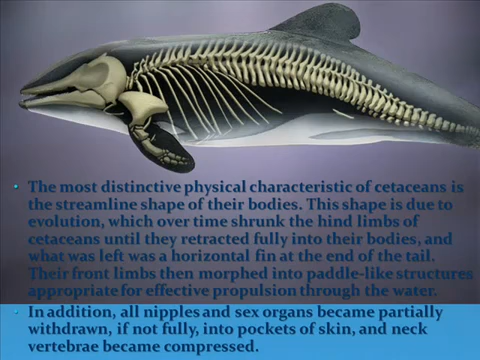 • The most distinctive physical characteristic of cetaceans is
the streamline shape of their bodies. This shape is due to
evolution, which over time shrunk the hind limbs of
cetaceans until they retracted fully into their bodies, and
what was left was a horizontal fin at the end of the tail.
Their front limbs then morphed into paddle-like structures
appropriate for effective propulsion through the water.
• In addition, all nipples and sex organs became partially
withdrawn, if not fully, into pockets of skin, and neck
vertebrae became compressed.